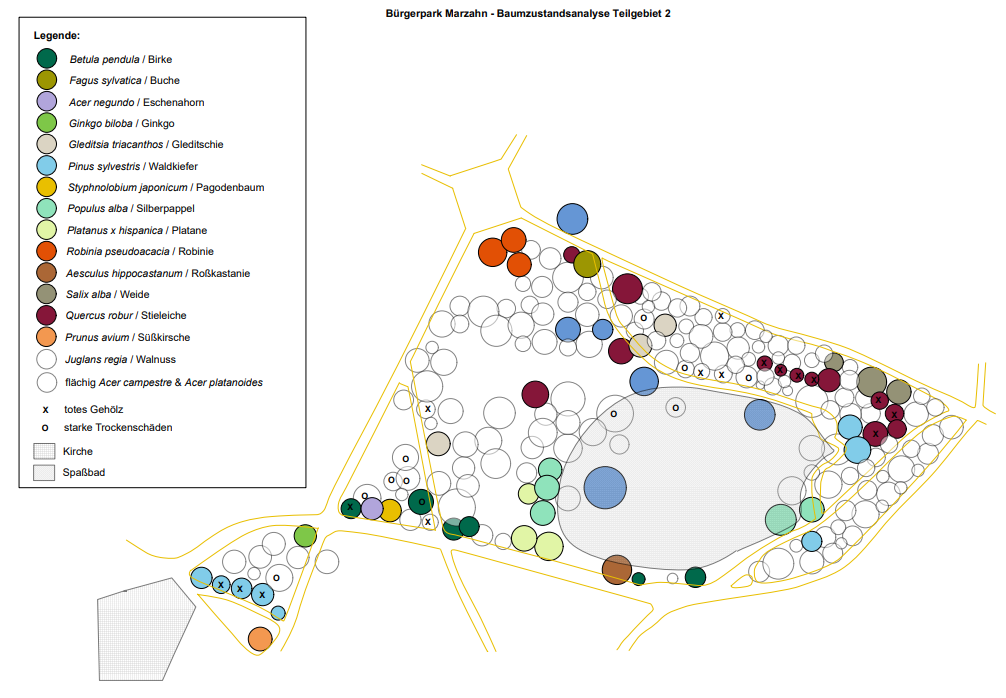 Bürgerpark Marzahn - Baumzustandsanalyse Teilgebiet 2
Legende:
Betula pendula / Birke
Fagus sylvatica / Buche
Acer negundo / Eschenahorn
Ginkgo biloba / Ginkgo
Gleditsia triacanthos / Gleditschie
Pinus sylvestris / Waldkiefer
Styphnolobium japonicum / Pagodenbaum
Populus alba / Silberpappel
Platanus x hispanica / Platane
Robinia pseudoacacia / Robinie
Aesculus hippocastanum / Roßkastanie
Salix alba / Weide
Quercus robur / Stieleiche
Prunus avium / Süßkirsche
Juglans regia / Walnuss
flächig Acer campestre & Acer platanoides
x totes Gehölz
o starke Trockenschäden
Kirche
Spaßbad